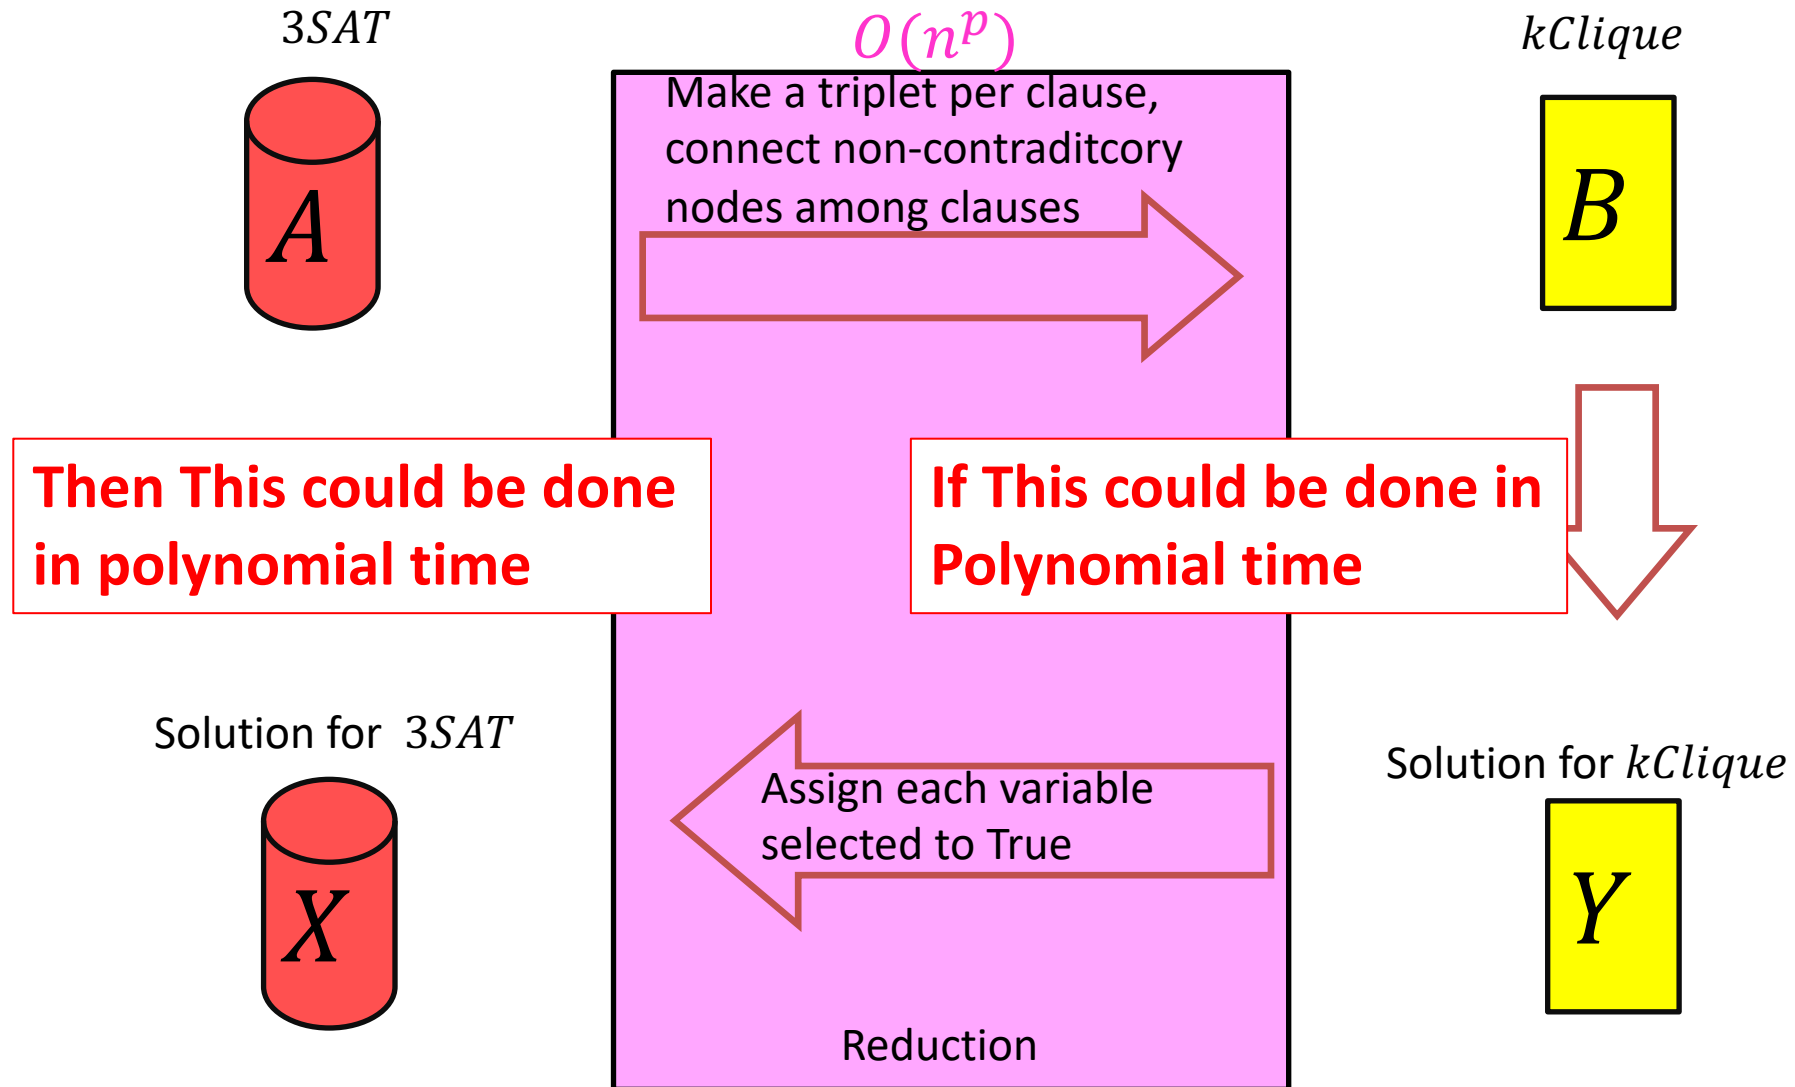 3SAT
O(n^p)
kClique
Make a triplet per clause,
connect non-contraditcory
nodes among clauses
A
B
Then This could be done
in polynomial time
If This could be done in
Polynomial time
Solution for 3SAT
Solution for kClique
Assign each variable
selected to True
X
Y
Reduction